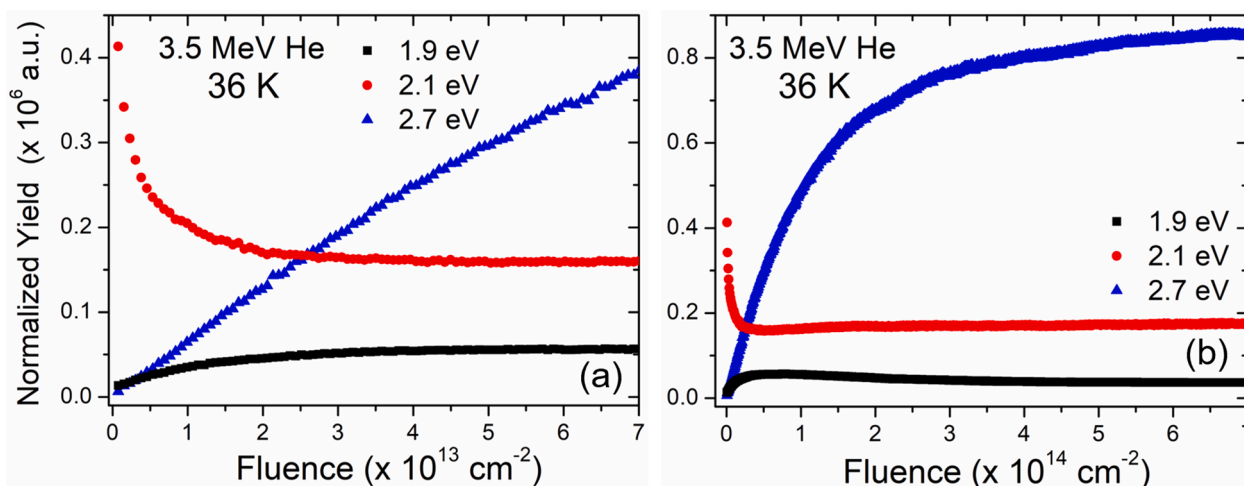 Normalized Yield (x 10⁶ a.u.)
3.5 MeV He
36 K
1.9 eV
2.1 eV
2.7 eV
0.4
0.3
0.2
0.1
0.0
(a)
0 1 2 3 4 5 6 7
Fluence (x 10¹³ cm⁻²)
3.5 MeV He
36 K
0.8
0.6
0.4
0.2
0.0
1.9 eV
2.1 eV
2.7 eV
(b)
0 1 2 3 4 5 6
Fluence (x 10¹⁴ cm⁻²)